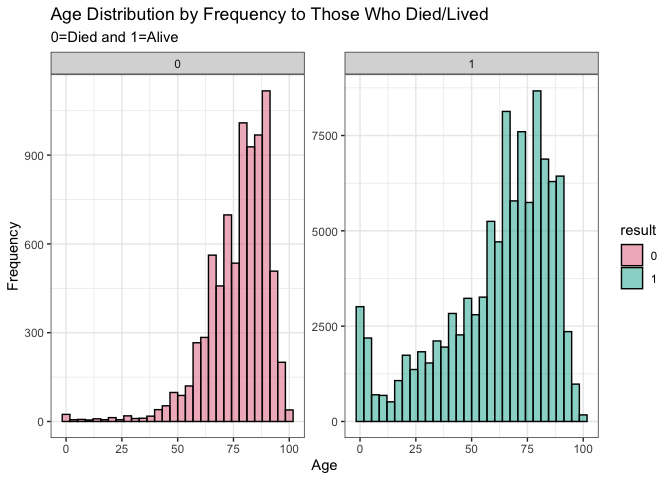 Age Distribution by Frequency to Those Who Died/Lived
0=Died and 1=Alive
0
1
900
600
300
0
7500
5000
2500
0
Frequency
0 25 50 75 100
0 25 50 75 100
Age
result
0
1